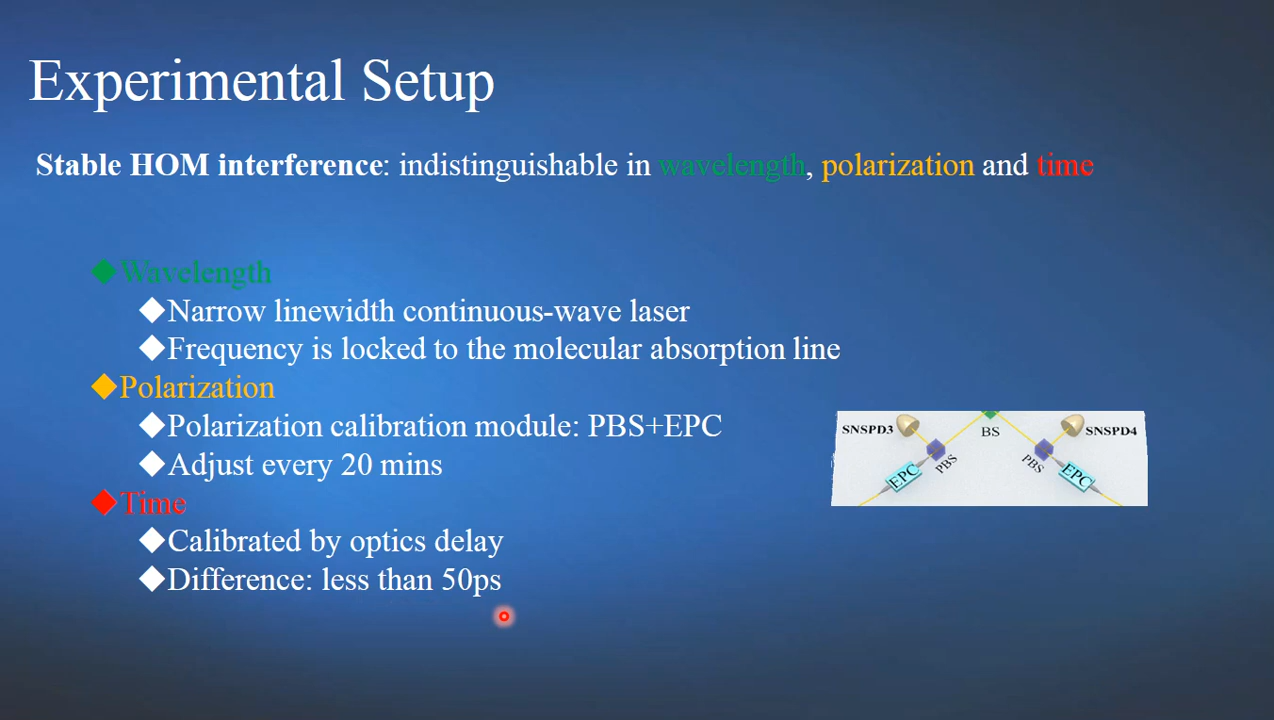 Experimental Setup
Stable HOM interference: indistinguishable in wavelength, polarization and time
Wavelength
Narrow linewidth continuous-wave laser
Frequency is locked to the molecular absorption line
Polarization
Polarization calibration module: PBS+EPC
Adjust every 20 mins
Time
Calibrated by optics delay
Difference: less than 50ps
SNSPD3
BS
SNSPD4
PBS
PBS
EPC
EPC